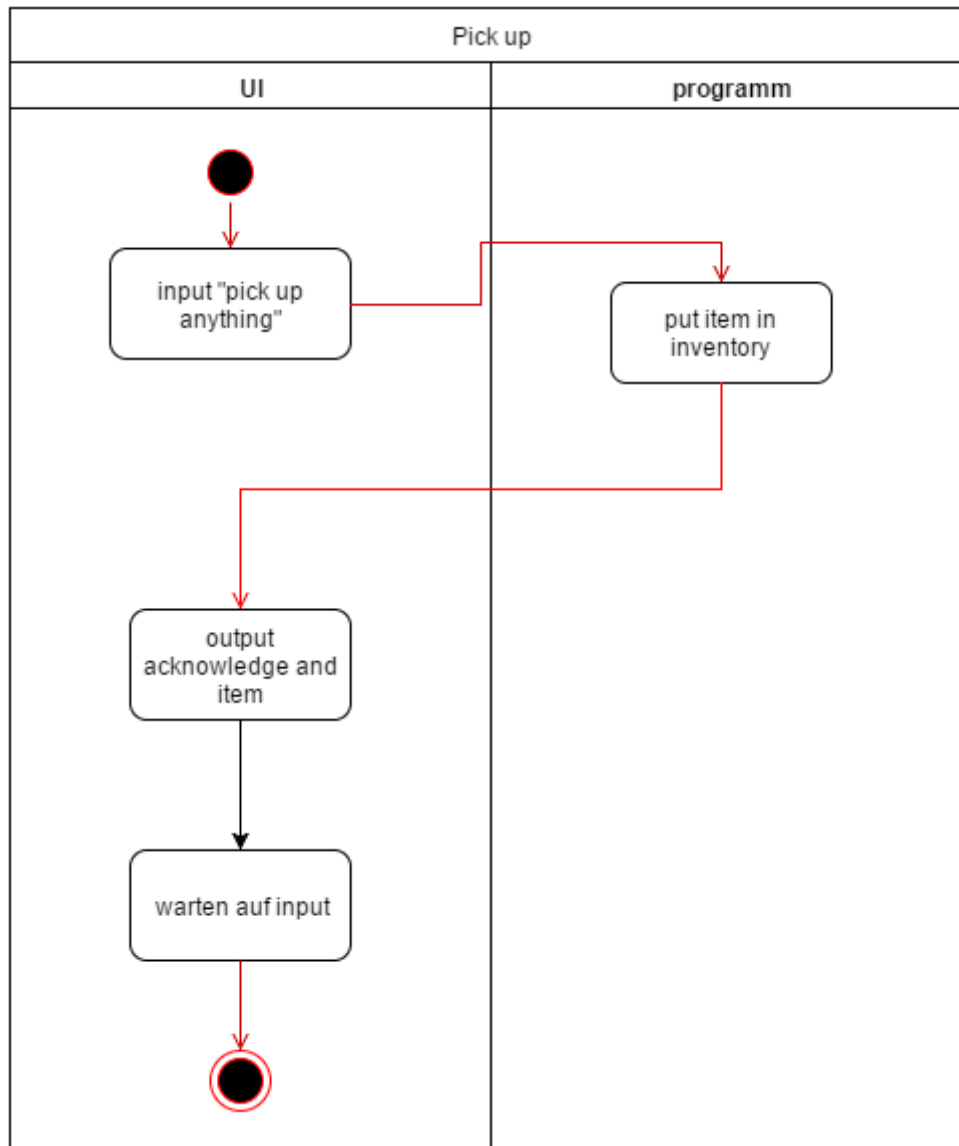 Pick up
UI
programm
input "pick up
anything"
put item in
inventory
output
acknowledge and
item
warten auf input